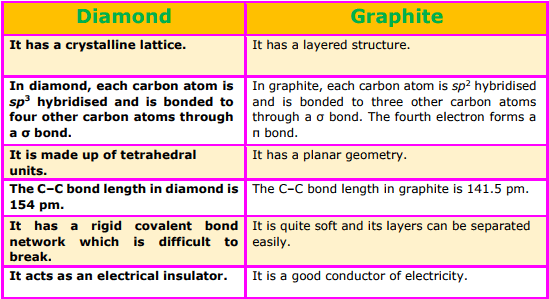 Diamond Graphite
It has a crystalline lattice. It has a layered structure.
In diamond, each carbon atom is
sp³ hybridised and is bonded to
four other carbon atoms through
a σ bond.
In graphite, each carbon atom is sp² hybridised
and is bonded to three other carbon atoms
through a σ bond. The fourth electron forms a
π bond.
It is made up of tetrahedral
units.
It has a planar geometry.
The C–C bond length in diamond is
154 pm.
The C–C bond length in graphite is 141.5 pm.
It has a rigid covalent bond
network which is difficult to
break.
It is quite soft and its layers can be separated
easily.
It acts as an electrical insulator. It is a good conductor of electricity.